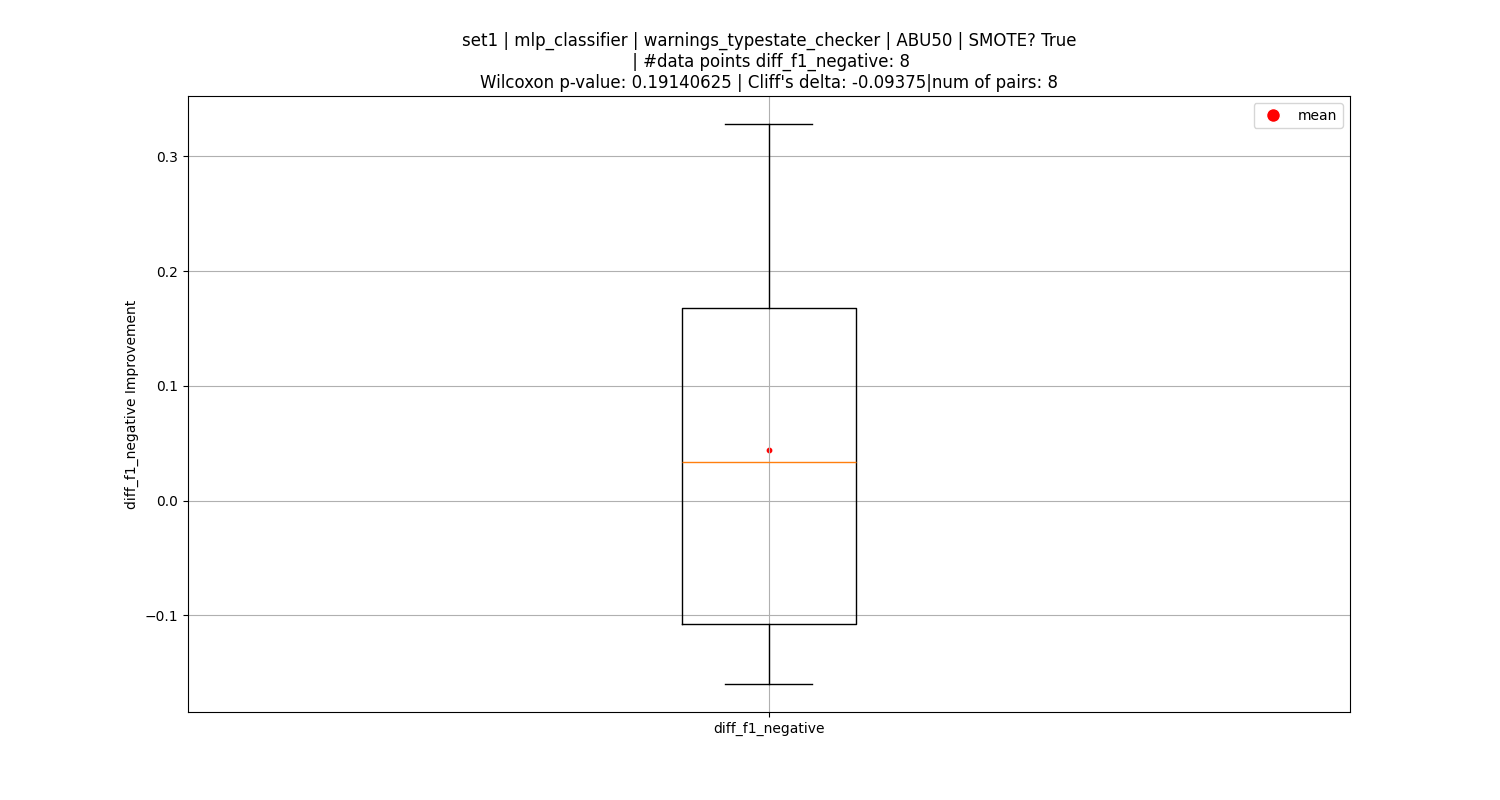 set1 | mlp_classifier | warnings_typestate_checker | ABU50 | SMOTE? True
| #data points diff_f1_negative: 8
Wilcoxon p-value: 0.19140625 | Cliff's delta: -0.09375|num of pairs: 8
mean
0.3
0.2
0.1
0.0
−0.1
diff_f1_negative Improvement
diff_f1_negative